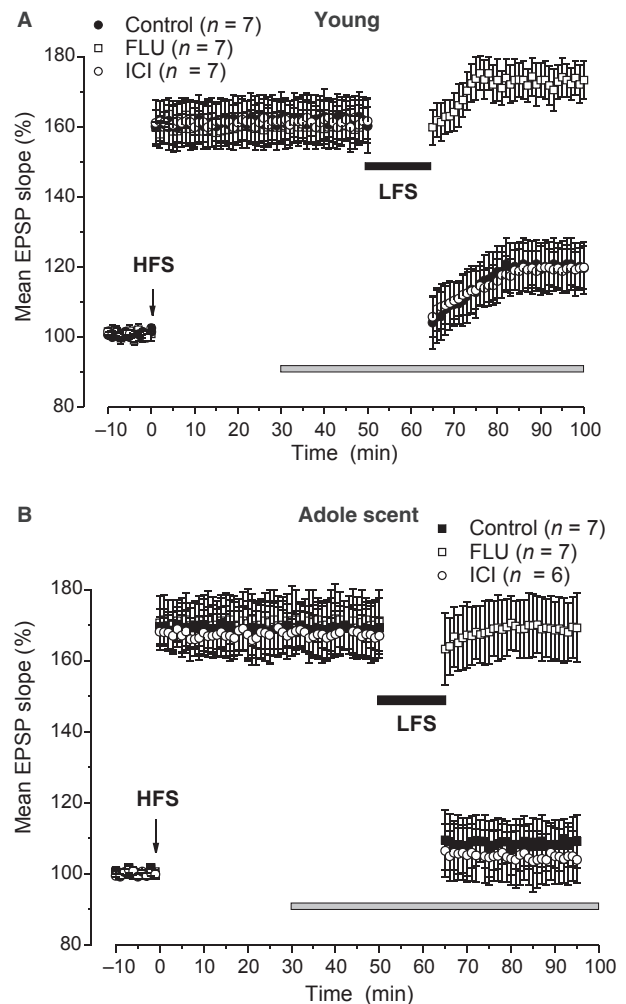 A
Young
Control (n = 7)
FLU (n = 7)
ICI (n = 7)
180
160
140
120
100
80
Mean EPSP slope (%)
HFS
LFS
–10 0 10 20 30 40 50 60 70 80 90 100
Time (min)
B
Adole scent
Control (n = 7)
FLU (n = 7)
ICI (n = 6)
180
160
140
120
100
80
Mean EPSP slope (%)
HFS
LFS
–10 0 10 20 30 40 50 60 70 80 90 100
Time (min)